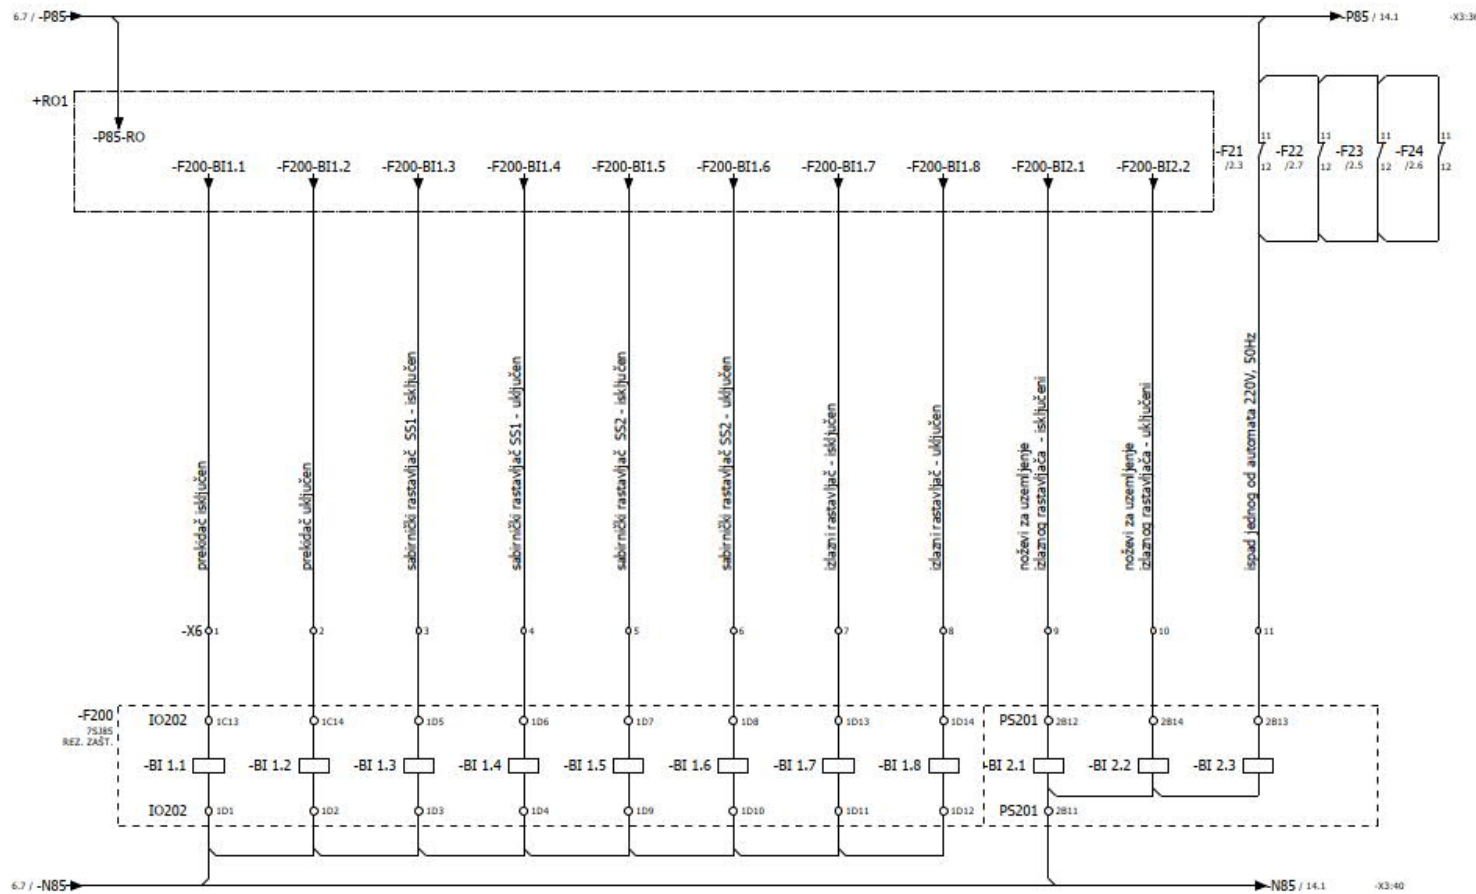 6.7 / -P85
-P85 / 14.1
+RO1
-P85-RO
-F200-BI1.1
-F200-BI1.2
-F200-BI1.3
-F200-BI1.4
-F200-BI1.5
-F200-BI1.6
-F200-BI1.7
-F200-BI1.8
-F200-BI2.1
-F200-BI2.2
-F21
/2.3
11
12
-F22
/2.7
11
12
-F23
/2.5
11
12
-F24
/2.6
11
12
prekidač isključen
prekidač uključen
sabirnički rastavljač SS1 - isključen
sabirnički rastavljač SS1 - uključen
sabirnički rastavljač SS2 - isključen
sabirnički rastavljač SS2 - uključen
izlazni rastavljač - isključen
izlazni rastavljač - uključen
noževi za uzemljenje
izlaznog rastavljača - isključeni
noževi za uzemljenje
izlaznog rastavljača - uključeni
ispad jednog od automata 220V, 50Hz
-X6 1 2 3 4 5 6 7 8 9 10 11
-F200
7SJ85
REZ. ZAŠT.
IO202 1C13 1C14 1D5 1D6 1D7 1D8 1D13 1D14 PS201 2B12 2B14 2B13
-BI 1.1 -BI 1.2 -BI 1.3 -BI 1.4 -BI 1.5 -BI 1.6 -BI 1.7 -BI 1.8 -BI 2.1 -BI 2.2 -BI 2.3
IO202 1D1 1D2 1D3 1D4 1D9 1D10 1D11 1D12 PS201 2B11
6.7 / -N85
-N85 / 14.1
-X3:40